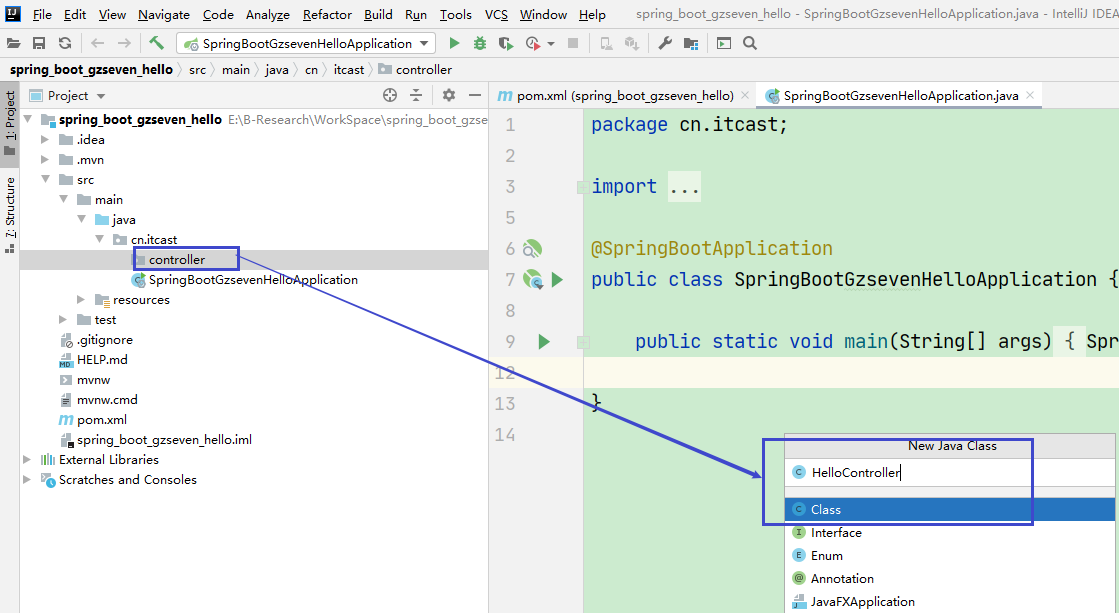 File Edit View Navigate Code Analyze Refactor Build Run Tools VCS Window Help spring_boot_gzseven_hello - SpringBootGzsevenHelloApplication.java - IntelliJ IDEA
SpringBootGzsevenHelloApplication
spring_boot_gzseven_hello src main java cn itcast controller
1: Project
7: Structure
Project
spring_boot_gzseven_hello E:\B-Research\WorkSpace\spring_boot_gzse
.idea
.mvn
src
main
java
cn.itcast
controller
SpringBootGzsevenHelloApplication
resources
test
.gitignore
HELP.md
mvnw
mvnw.cmd
pom.xml
spring_boot_gzseven_hello.iml
External Libraries
Scratches and Consoles
pom.xml (spring_boot_gzseven_hello) SpringBootGzsevenHelloApplication.java
1 package cn.itcast;
2
3 import ...
5
6 @SpringBootApplication
7 public class SpringBootGzsevenHelloApplication {
8
9 public static void main(String[] args) { Spr
12
13 }
14
New Java Class
HelloController
Class
Interface
Enum
Annotation
JavaFXApplication